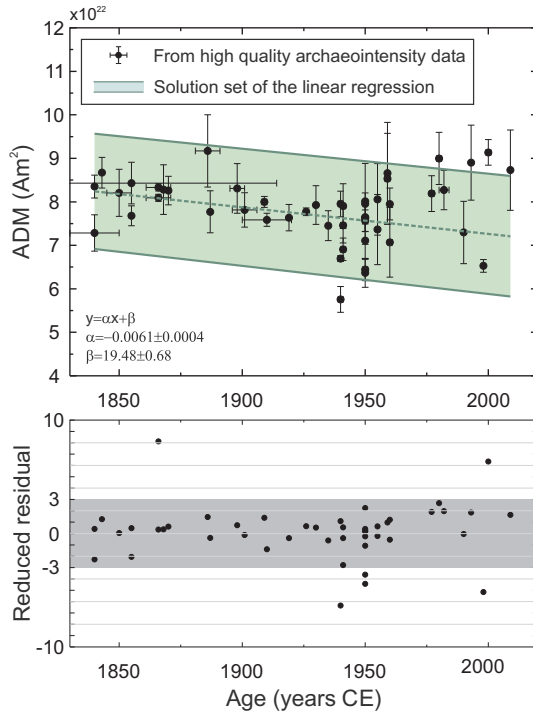 x10²²
12
11
10
9
8
7
6
5
4
ADM (Am²)
From high quality archaeointensity data
Solution set of the linear regression
y=αx+β
α=−0.0061±0.0004
β=19.48±0.68
1850 1900 1950 2000
10
3
0
-3
-10
Reduced residual
1850 1900 1950 2000
Age (years CE)